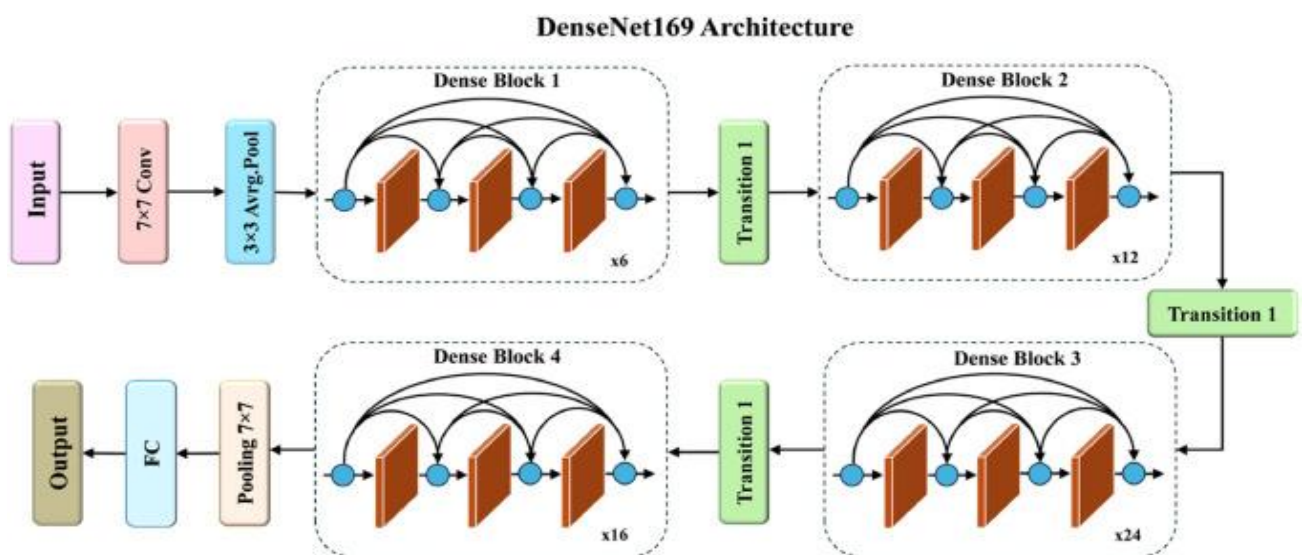 DenseNet169 Architecture
Input
7×7 Conv
3×3 Avrg.Pool
Dense Block 1
x6
Transition 1
Dense Block 2
x12
Transition 1
Dense Block 3
x24
Transition 1
Dense Block 4
x16
Pooling 7×7
FC
Output